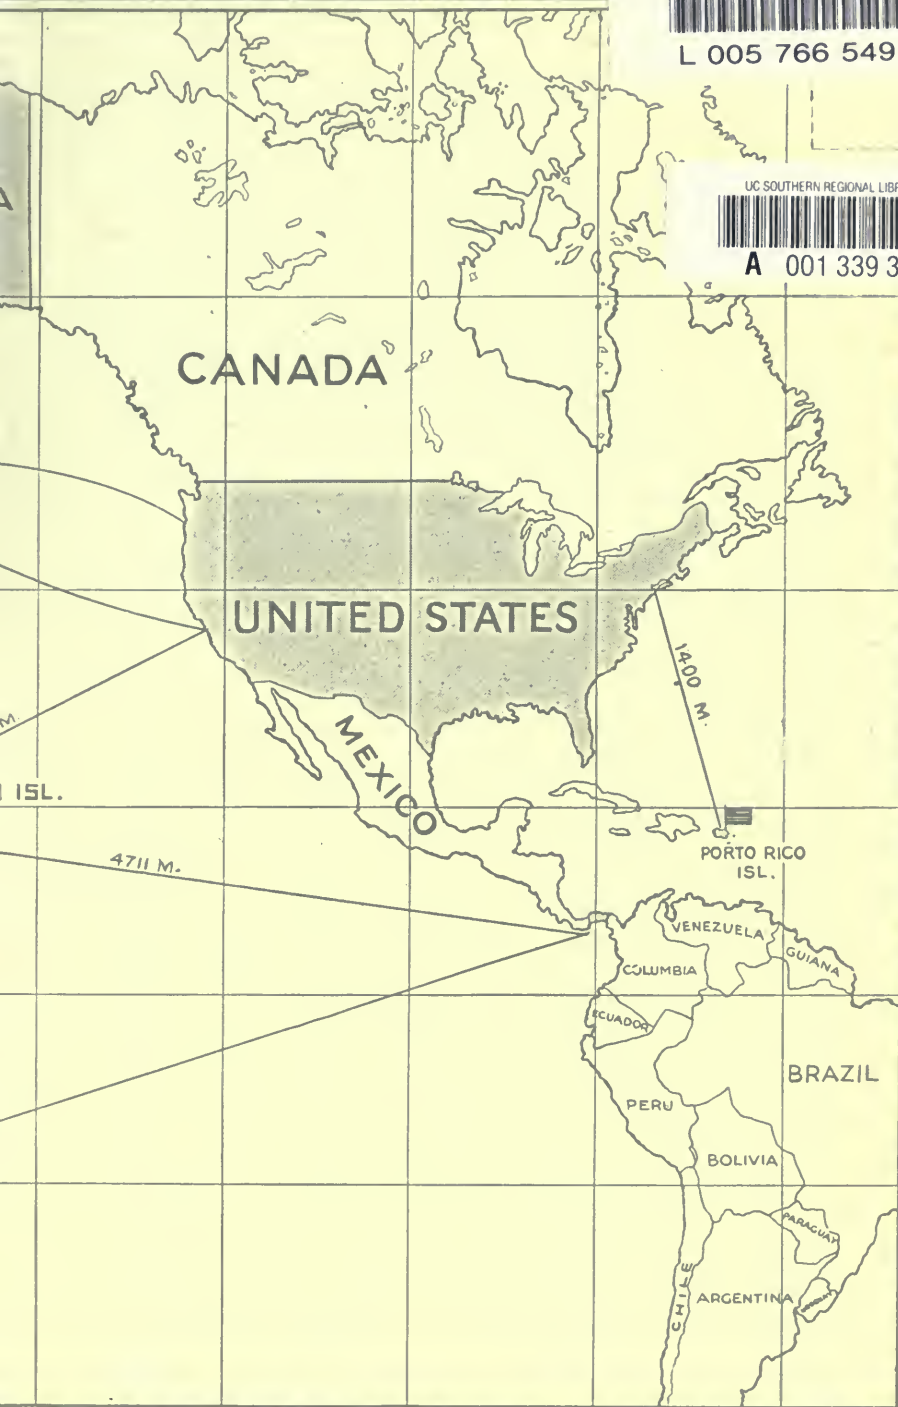 L 005 766 549
UC SOUTHERN REGIONAL LIBR
A 001 339 3
A
CANADA
UNITED STATES
1400 M.
M.
MEXICO
ISL.
PORTO RICO
ISL.
4711 M.
VENEZUELA
GUIANA
COLUMBIA
ECUADOR
BRAZIL
PERU
BOLIVIA
PARAGUAY
CHILE
ARGENTINA